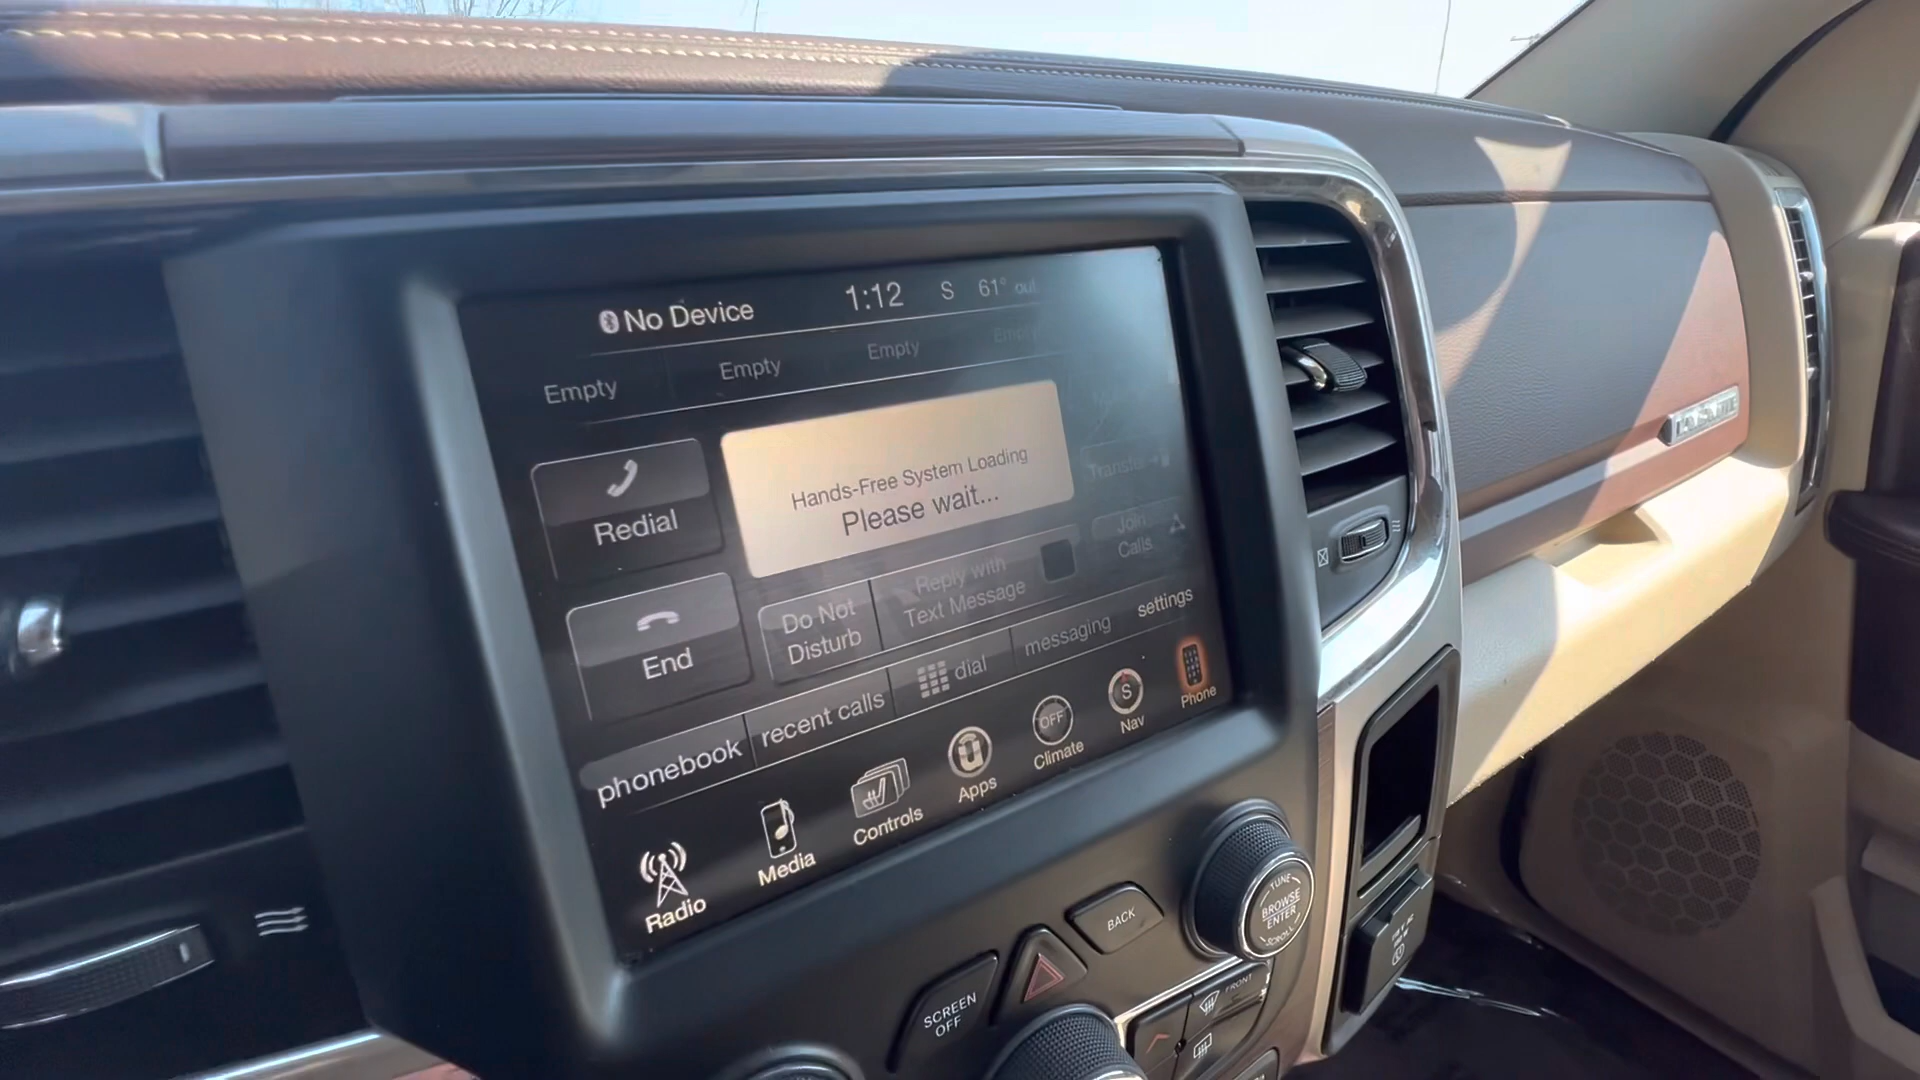 No Device 1:12 S 61° out
Empty Empty Empty Empty
Redial
Hands-Free System Loading
Please wait...
Transfer
Join
Calls
End
Do Not
Disturb
Reply with
Text Message
phonebook recent calls dial messaging settings
Radio Media Controls Apps OFF Climate S Nav Phone
LARAMIE
TUNE
BROWSE
ENTER
SCROLL
BACK
SCREEN
OFF
FRONT